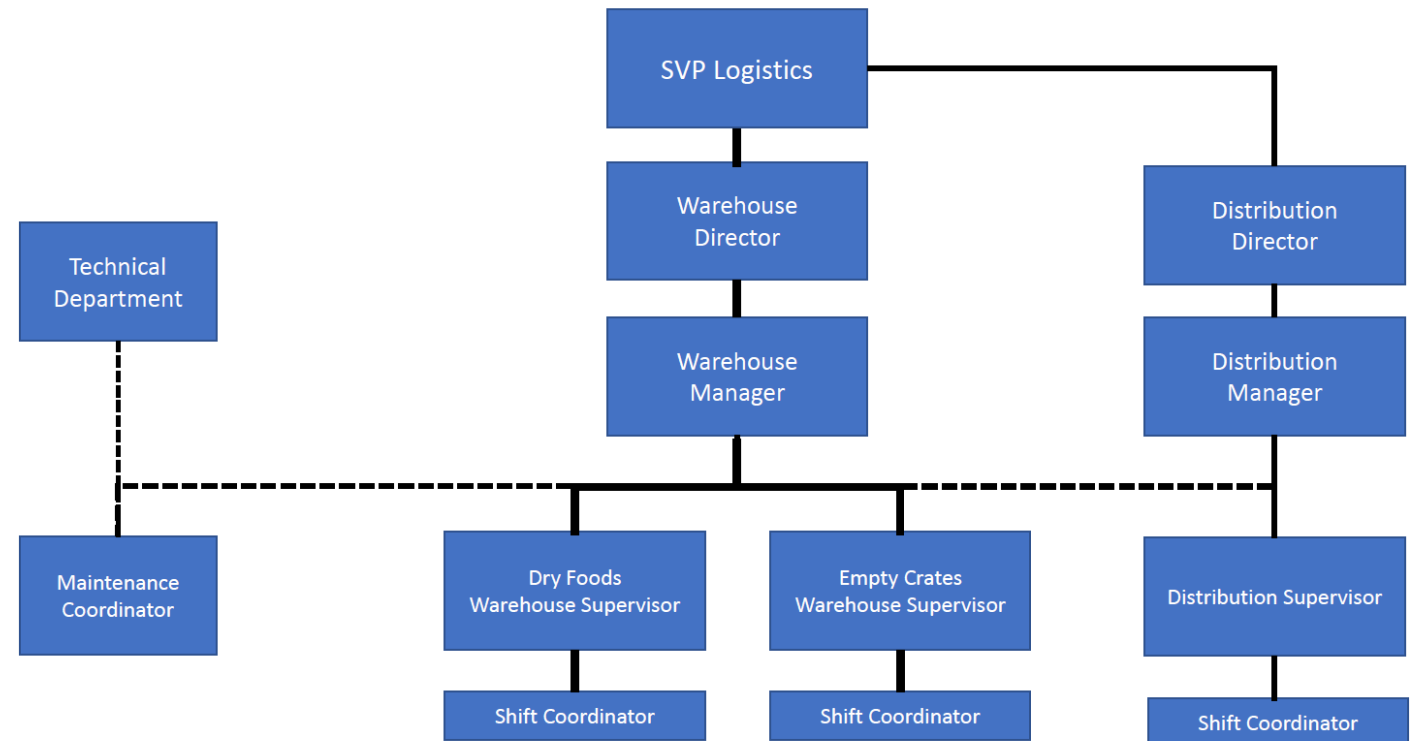 SVP Logistics
Warehouse
Director
Distribution
Director
Technical
Department
Warehouse
Manager
Distribution
Manager
Maintenance
Coordinator
Dry Foods
Warehouse Supervisor
Empty Crates
Warehouse Supervisor
Distribution Supervisor
Shift Coordinator
Shift Coordinator
Shift Coordinator